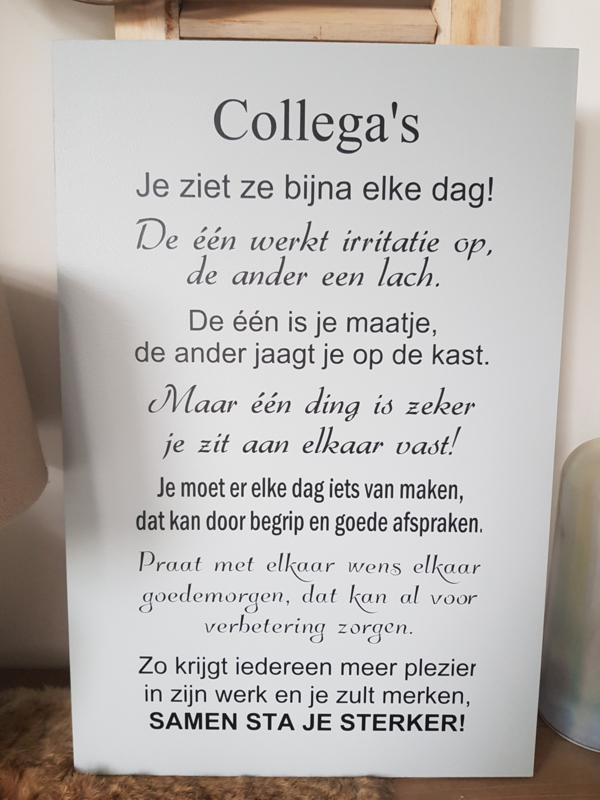 Collega's
Je ziet ze bijna elke dag!
De één werkt irritatie op,
de ander een lach.
De één is je maatje,
de ander jaagt je op de kast.
Maar één ding is zeker
je zit aan elkaar vast!
Je moet er elke dag iets van maken,
dat kan door begrip en goede afspraken.
Praat met elkaar wens elkaar
goedemorgen, dat kan al voor
verbetering zorgen.
Zo krijgt iedereen meer plezier
in zijn werk en je zult merken,
SAMEN STA JE STERKER!